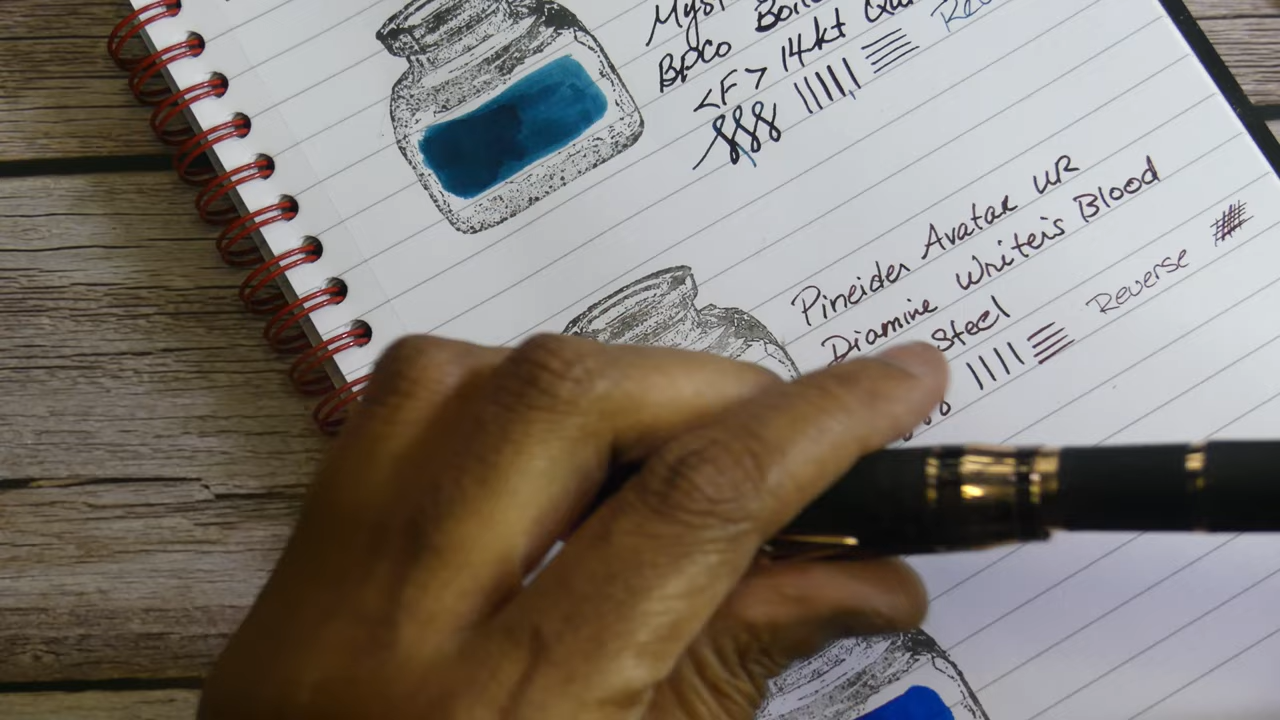 BPCo
<F> 14kt
Pineider Avatar UR
Diamine Writer's Blood
Steel
Reverse